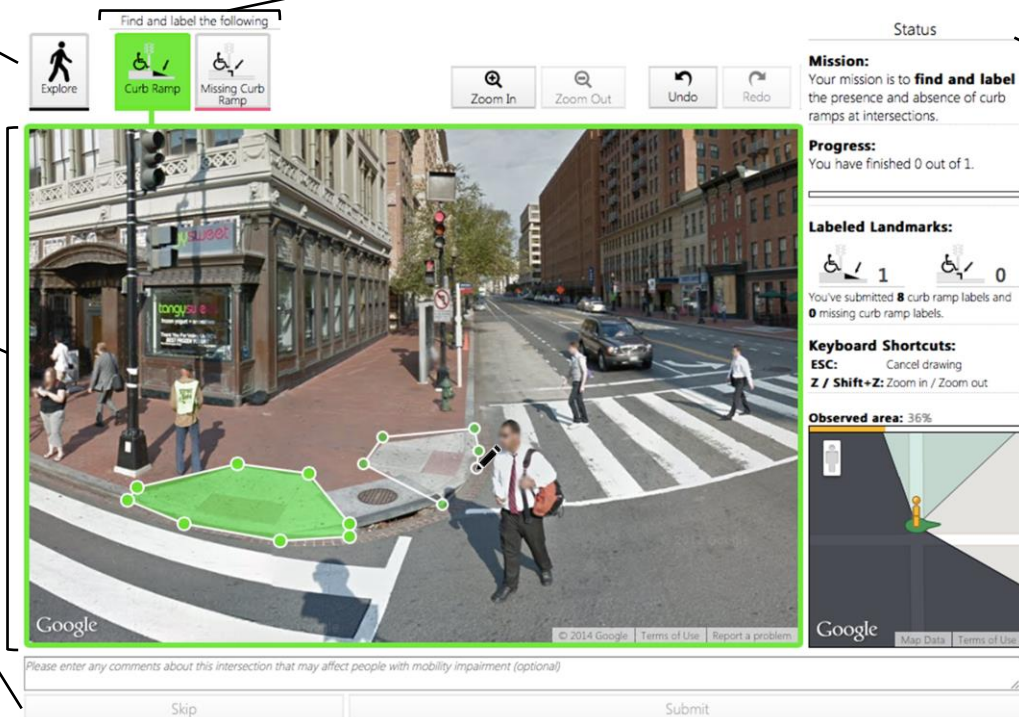 Find and label the following
Explore
Curb Ramp
Missing Curb
Ramp
Zoom In
Zoom Out
Undo
Redo
tangysweet
Google
© 2014 Google
Terms of Use
Report a problem
Status
Mission:
Your mission is to find and label
the presence and absence of curb
ramps at intersections.
Progress:
You have finished 0 out of 1.
Labeled Landmarks:
1
0
You've submitted 8 curb ramp labels and
0 missing curb ramp labels.
Keyboard Shortcuts:
ESC: Cancel drawing
Z / Shift+Z: Zoom in / Zoom out
Observed area: 36%
Google
Map Data
Terms of Use
Please enter any comments about this intersection that may affect people with mobility impairment (optional)
Skip
Submit